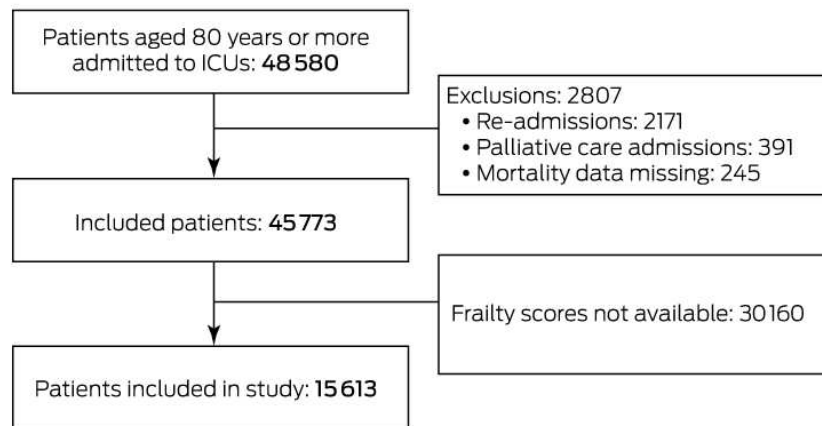 Patients aged 80 years or more
admitted to ICUs: 48 580
Exclusions: 2807
• Re-admissions: 2171
• Palliative care admissions: 391
• Mortality data missing: 245
Included patients: 45 773
Frailty scores not available: 30 160
Patients included in study: 15 613